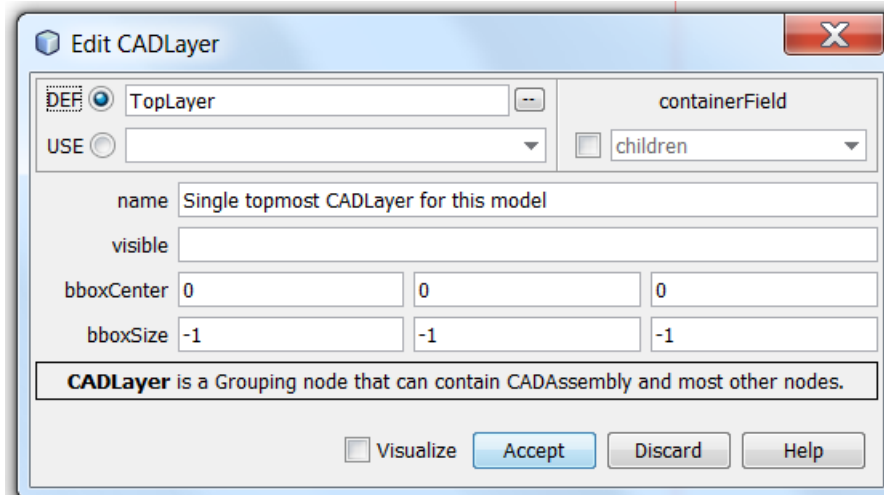 Edit CADLayer
DEF TopLayer -- containerField
USE children
name Single topmost CADLayer for this model
visible
bboxCenter 0 0 0
bboxSize -1 -1 -1
CADLayer is a Grouping node that can contain CADAssembly and most other nodes.
Visualize Accept Discard Help